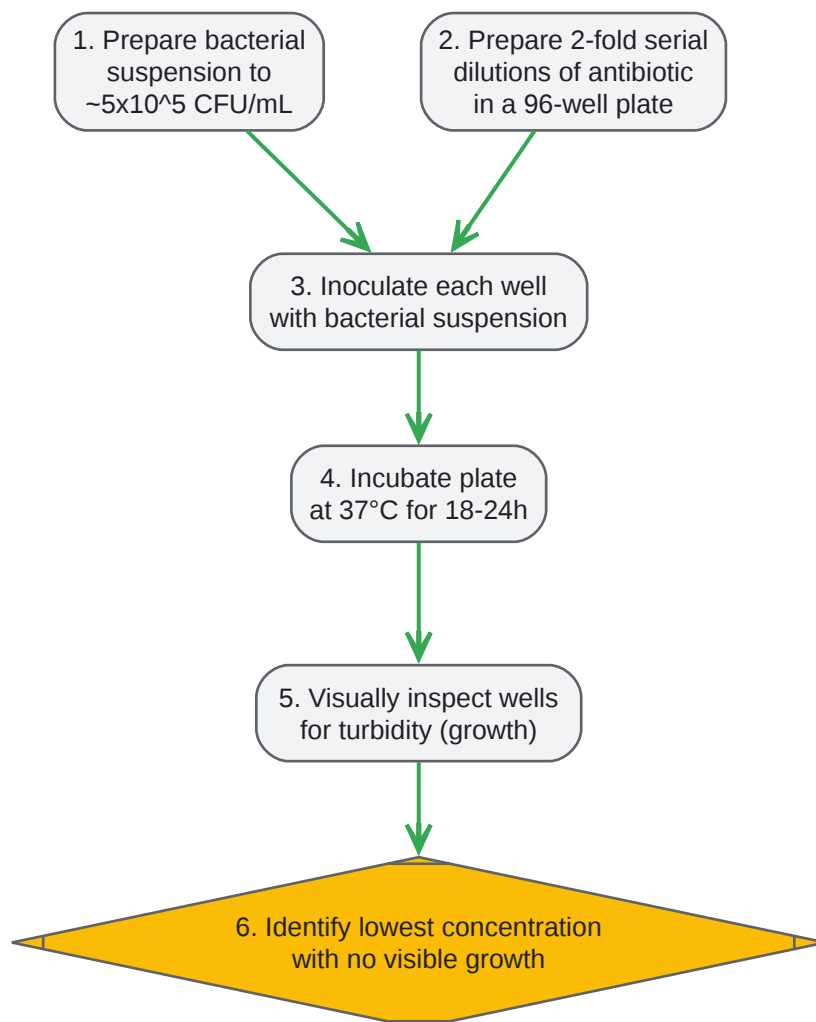 1. Prepare bacterial
suspension to
~5x10^5 CFU/mL
2. Prepare 2-fold serial
dilutions of antibiotic
in a 96-well plate
3. Inoculate each well
with bacterial suspension
4. Incubate plate
at 37°C for 18-24h
5. Visually inspect wells
for turbidity (growth)
6. Identify lowest concentration
with no visible growth